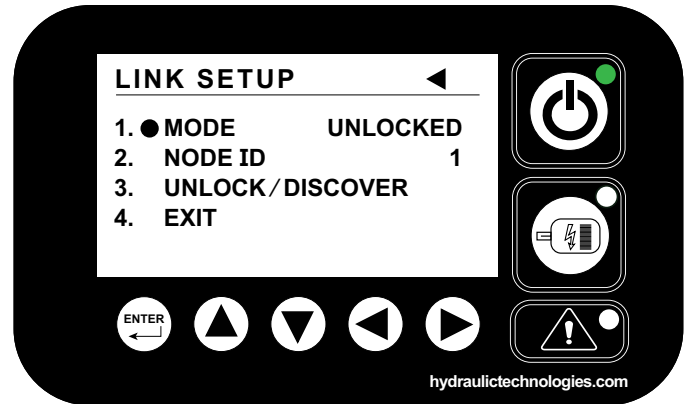 LINK SETUP
1. MODE UNLOCKED
2. NODE ID 1
3. UNLOCK/DISCOVER
4. EXIT
ENTER
hydraulictechnologies.com